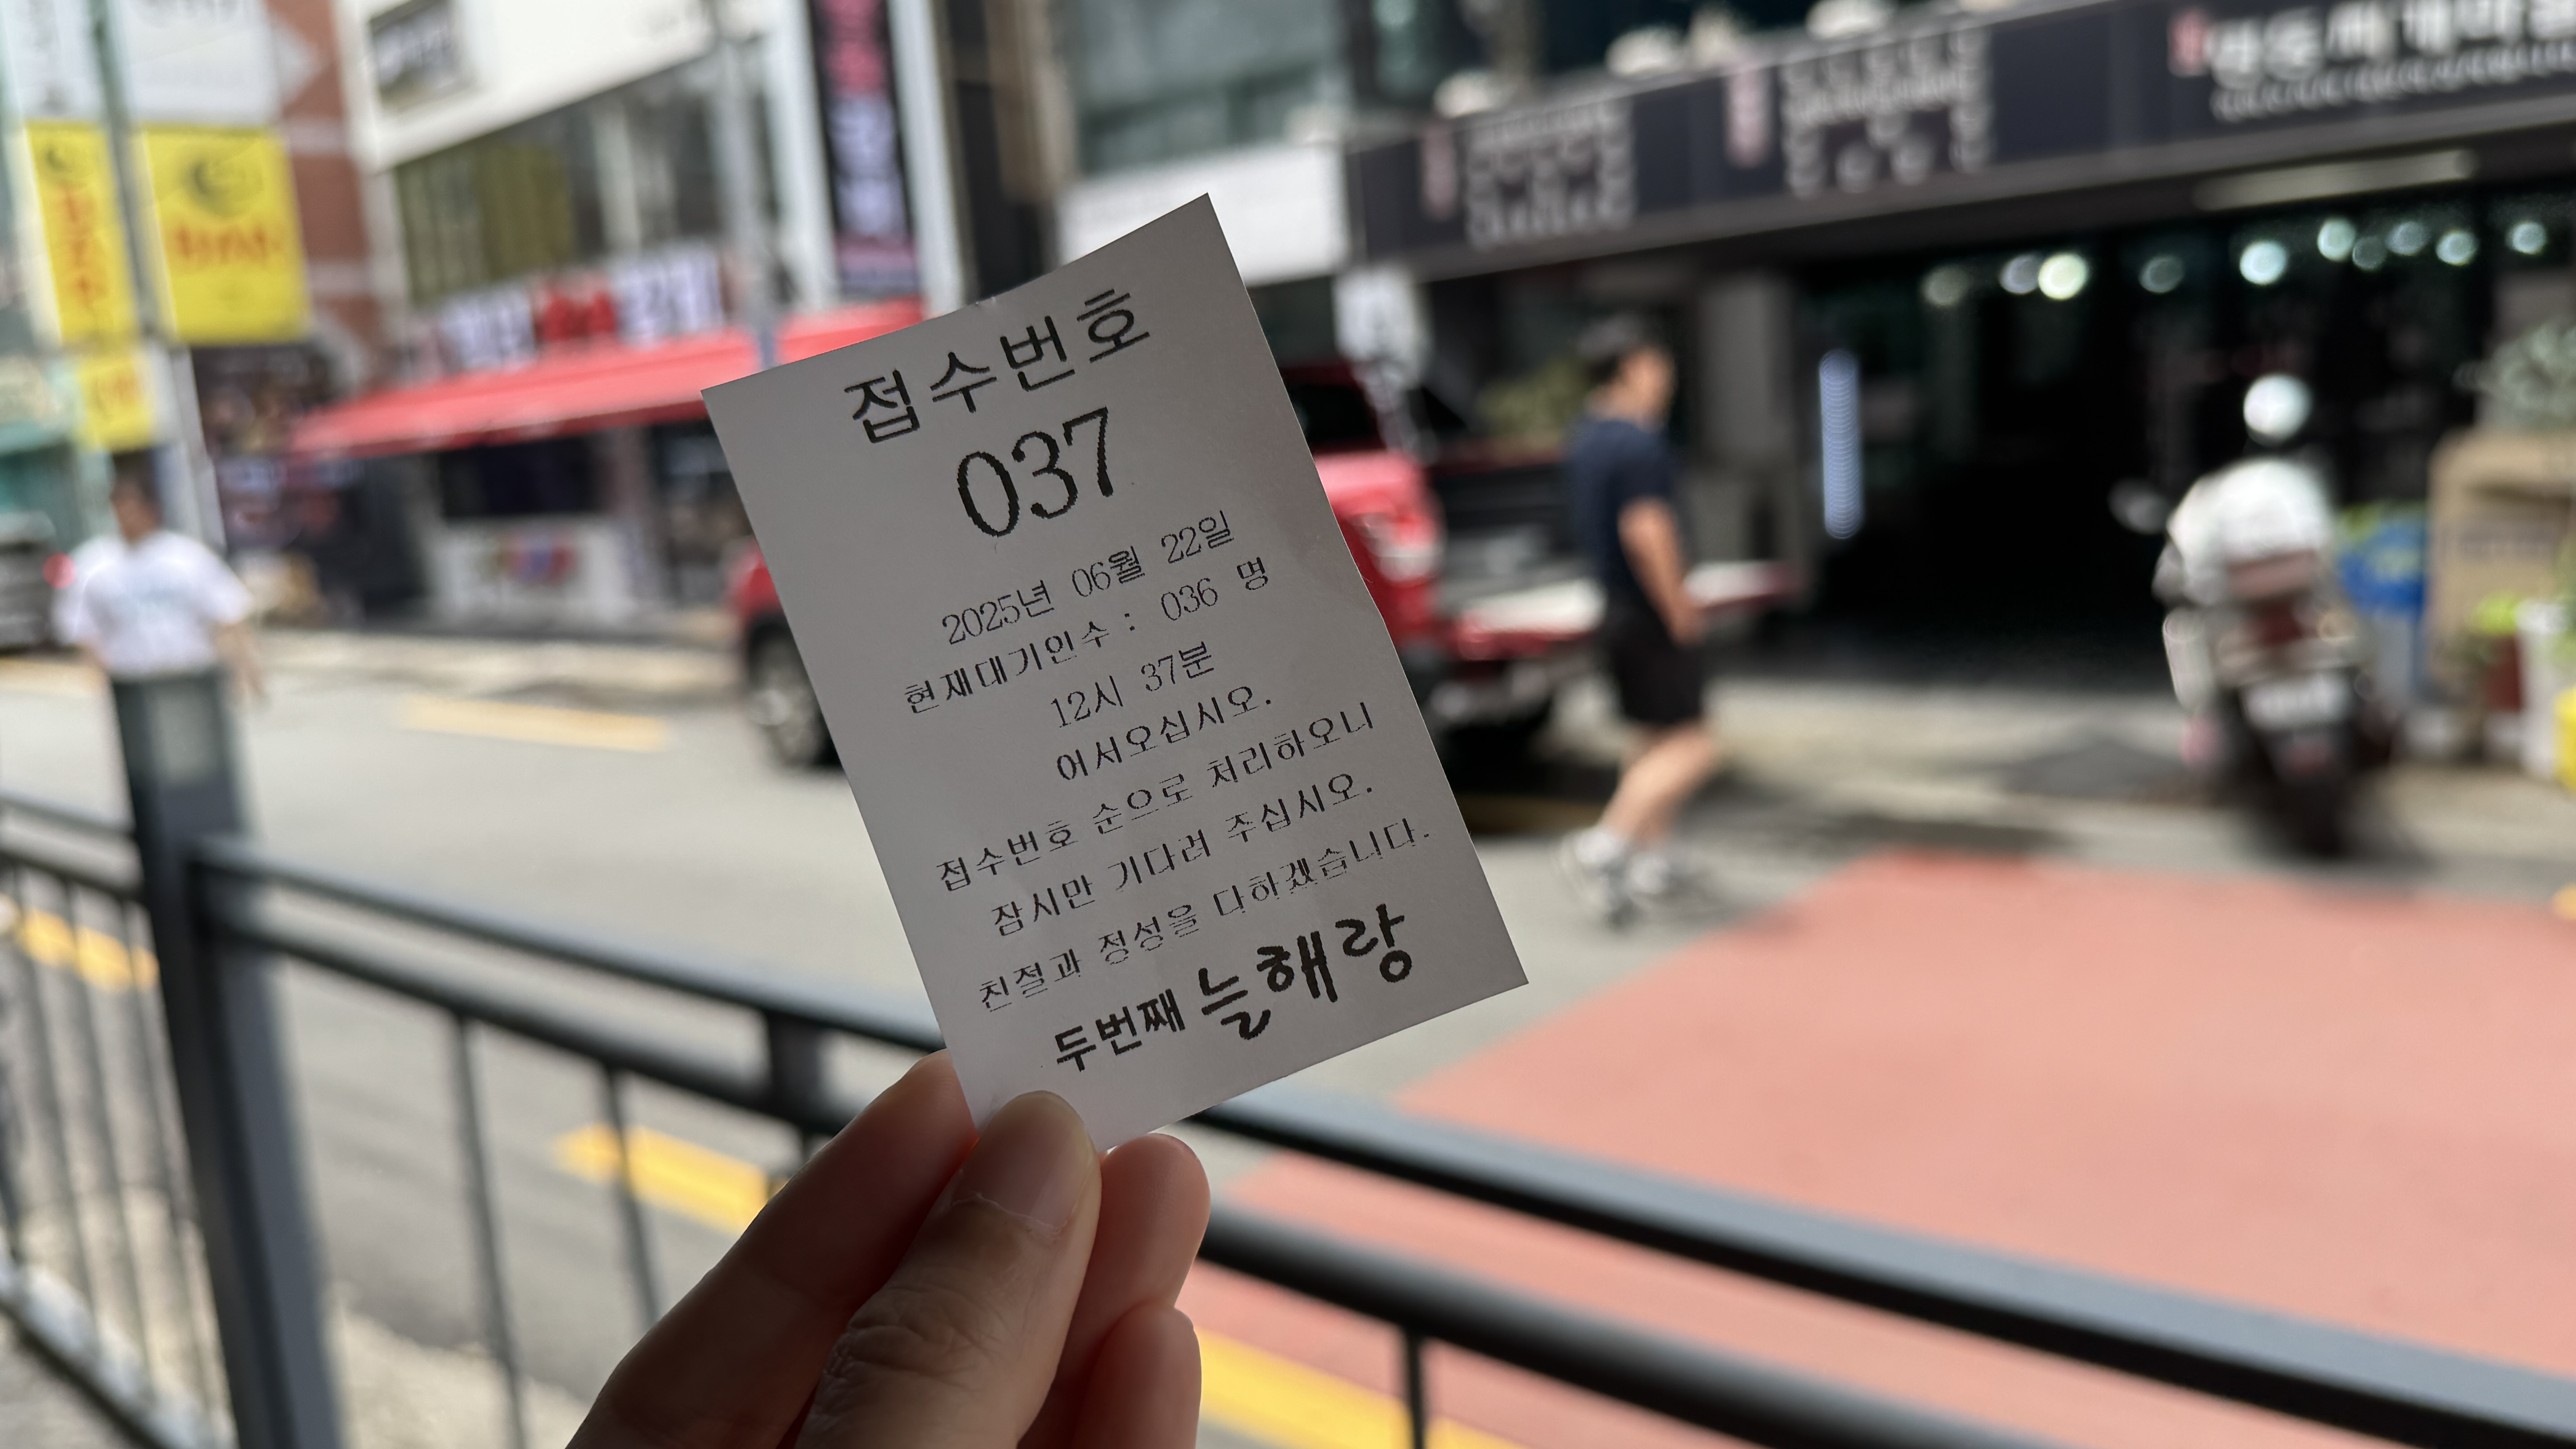 접수번호
037
2025년 06월 22일
현재대기인수 : 036 명
12시 37분
어서오십시오.
접수번호 순으로 처리하오니
잠시만 기다려 주십시오.
친절과 정성을 다하겠습니다.
두번째 늘해랑